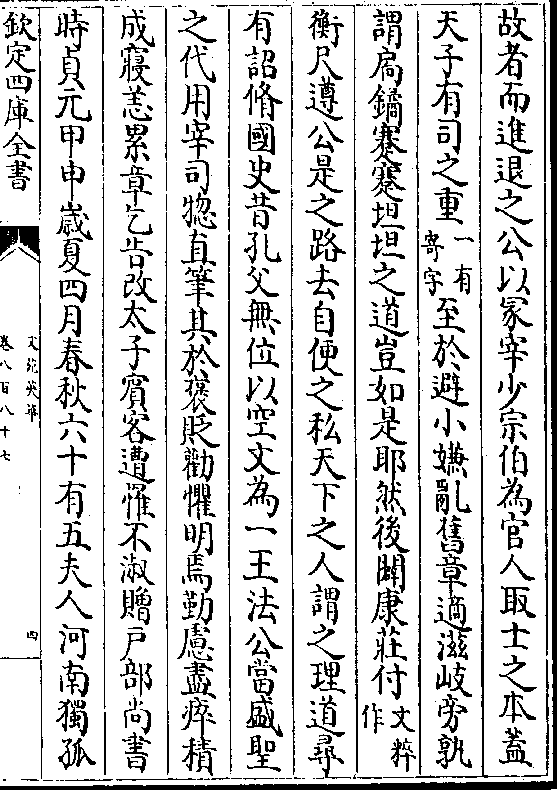 故者而進退之公以冢宰少宗伯為官人取士之本蓋
天子有司之重一有寄字至於避小嫌亂舊章適滋岐旁孰
謂扃鐍蹇蹇坦坦之道豈如是耶然後闢康莊付文粹作
衡尺遵公是之路去自便之私天下之人謂之理道尋
有詔脩國史昔孔父無位以空文為一王法公當盛聖
之代用宰司揔直筆其於褒貶勸懼明焉勤慮盡瘁積
成寢恙累章乞告改太子賓客遭罹不淑贈戶部尚書
時貞元甲申歲夏四月春秋六十有五夫人河南獨孤
欽定四庫全書
文苑英華
卷八百八十七
四